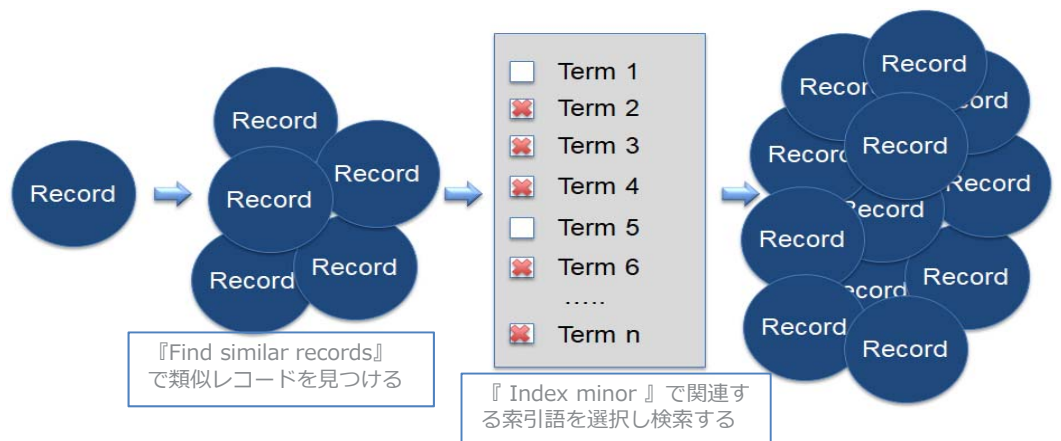 Record
Record
Record
Record
Record
Record
Term 1
Term 2
Term 3
Term 4
Term 5
Term 6
.....
Term n
Record
Recor
ord
Record
Record
Record
Record
Record
Record
ecord
Record
Record
『Find similar records』
で類似レコードを見つける
『 Index minor 』で関連す
る索引語を選択し検索する